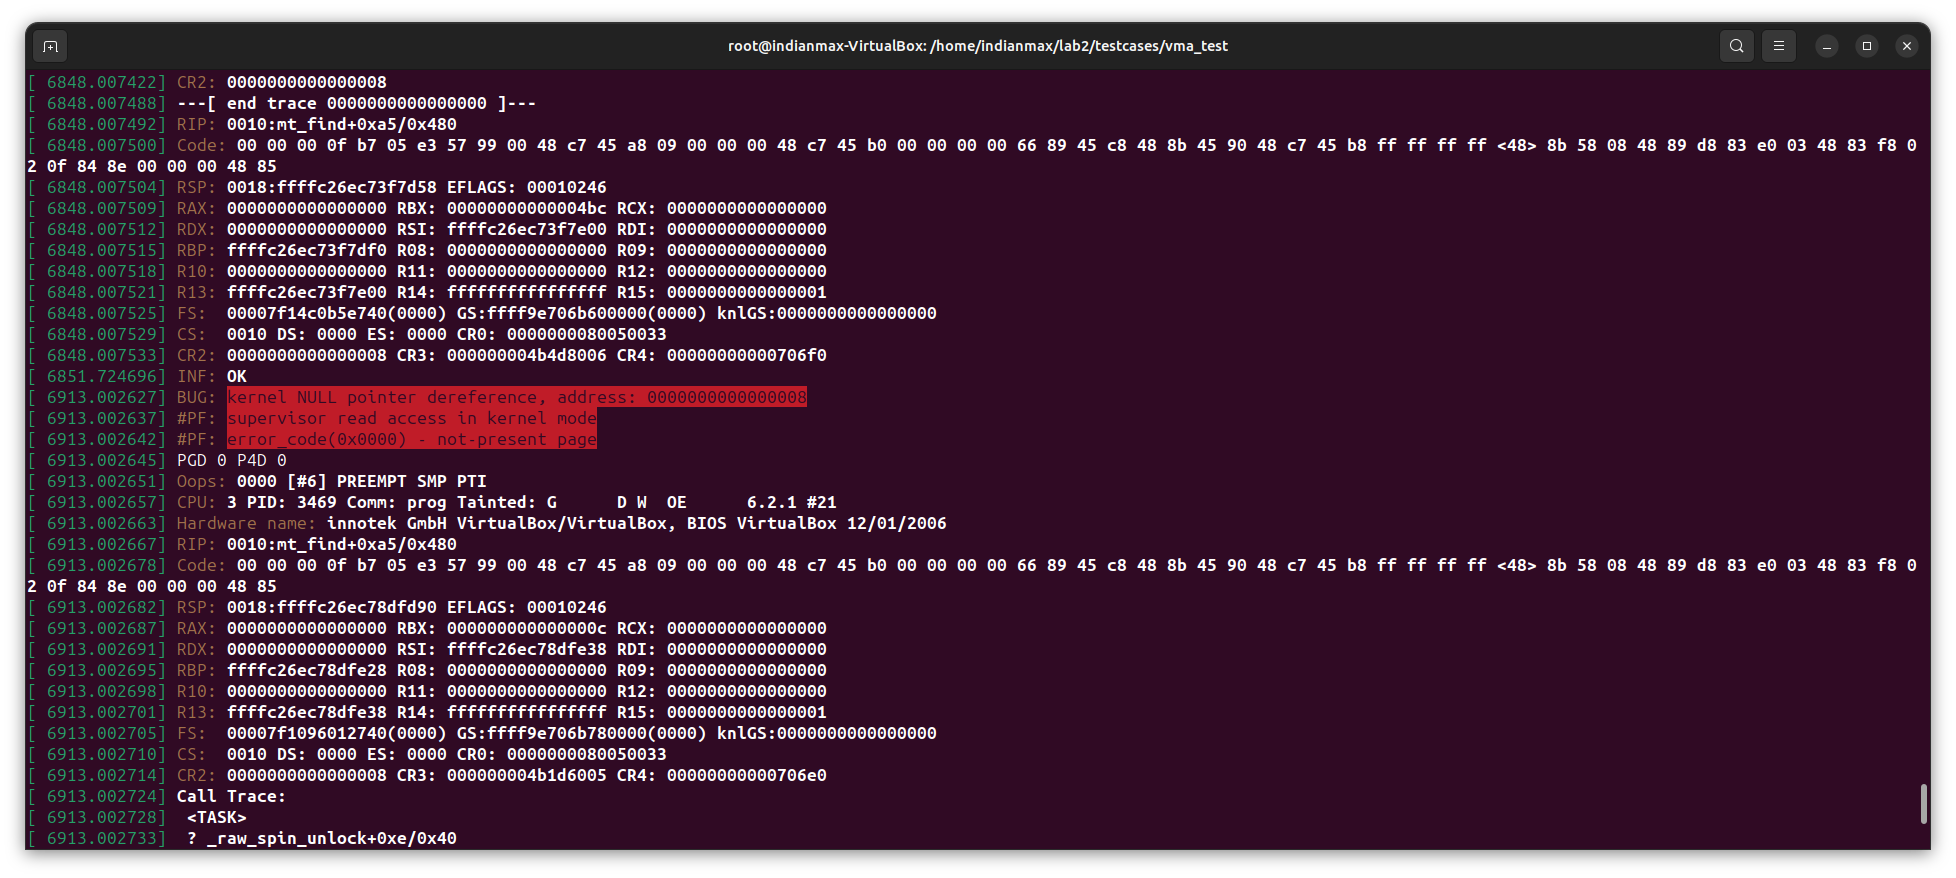 root@indianmax-VirtualBox: /home/indianmax/lab2/testcases/vma_test
[ 6848.007422] CR2: 0000000000000008
[ 6848.007488] ---[ end trace 0000000000000000 ]---
[ 6848.007492] RIP: 0010:mt_find+0xa5/0x480
[ 6848.007500] Code: 00 00 00 0f b7 05 e3 57 99 00 48 c7 45 a8 09 00 00 00 48 c7 45 b0 00 00 00 00 66 89 45 c8 48 8b 45 90 48 c7 45 b8 ff ff ff ff <48> 8b 58 08 48 89 d8 83 e0 03 48 83 f8 0
2 0f 84 8e 00 00 00 48 85
[ 6848.007504] RSP: 0018:ffffc26ec73f7d58 EFLAGS: 00010246
[ 6848.007509] RAX: 0000000000000000 RBX: 00000000000004bc RCX: 0000000000000000
[ 6848.007512] RDX: 0000000000000000 RSI: ffffc26ec73f7e00 RDI: 0000000000000000
[ 6848.007515] RBP: ffffc26ec73f7df0 R08: 0000000000000000 R09: 0000000000000000
[ 6848.007518] R10: 0000000000000000 R11: 0000000000000000 R12: 0000000000000000
[ 6848.007521] R13: ffffc26ec73f7e00 R14: ffffffffffffffff R15: 0000000000000001
[ 6848.007525] FS:  00007f14c0b5e740(0000) GS:ffff9e706b600000(0000) knlGS:0000000000000000
[ 6848.007529] CS:  0010 DS: 0000 ES: 0000 CR0: 0000000080050033
[ 6848.007533] CR2: 0000000000000008 CR3: 000000004b4d8006 CR4: 00000000000706f0
[ 6851.724696] INF: OK
[ 6913.002627] BUG: kernel NULL pointer dereference, address: 0000000000000008
[ 6913.002637] #PF: supervisor read access in kernel mode
[ 6913.002642] #PF: error_code(0x0000) - not-present page
[ 6913.002645] PGD 0 P4D 0
[ 6913.002651] Oops: 0000 [#6] PREEMPT SMP PTI
[ 6913.002657] CPU: 3 PID: 3469 Comm: prog Tainted: G      D W  OE      6.2.1 #21
[ 6913.002663] Hardware name: innotek GmbH VirtualBox/VirtualBox, BIOS VirtualBox 12/01/2006
[ 6913.002667] RIP: 0010:mt_find+0xa5/0x480
[ 6913.002678] Code: 00 00 00 0f b7 05 e3 57 99 00 48 c7 45 a8 09 00 00 00 48 c7 45 b0 00 00 00 00 66 89 45 c8 48 8b 45 90 48 c7 45 b8 ff ff ff ff <48> 8b 58 08 48 89 d8 83 e0 03 48 83 f8 0
2 0f 84 8e 00 00 00 48 85
[ 6913.002682] RSP: 0018:ffffc26ec78dfd90 EFLAGS: 00010246
[ 6913.002687] RAX: 0000000000000000 RBX: 000000000000000c RCX: 0000000000000000
[ 6913.002691] RDX: 0000000000000000 RSI: ffffc26ec78dfe38 RDI: 0000000000000000
[ 6913.002695] RBP: ffffc26ec78dfe28 R08: 0000000000000000 R09: 0000000000000000
[ 6913.002698] R10: 0000000000000000 R11: 0000000000000000 R12: 0000000000000000
[ 6913.002701] R13: ffffc26ec78dfe38 R14: ffffffffffffffff R15: 0000000000000001
[ 6913.002705] FS:  00007f1096012740(0000) GS:ffff9e706b780000(0000) knlGS:0000000000000000
[ 6913.002710] CS:  0010 DS: 0000 ES: 0000 CR0: 0000000080050033
[ 6913.002714] CR2: 0000000000000008 CR3: 000000004b1d6005 CR4: 00000000000706e0
[ 6913.002724] Call Trace:
[ 6913.002728]  <TASK>
[ 6913.002733]  ? _raw_spin_unlock+0xe/0x40